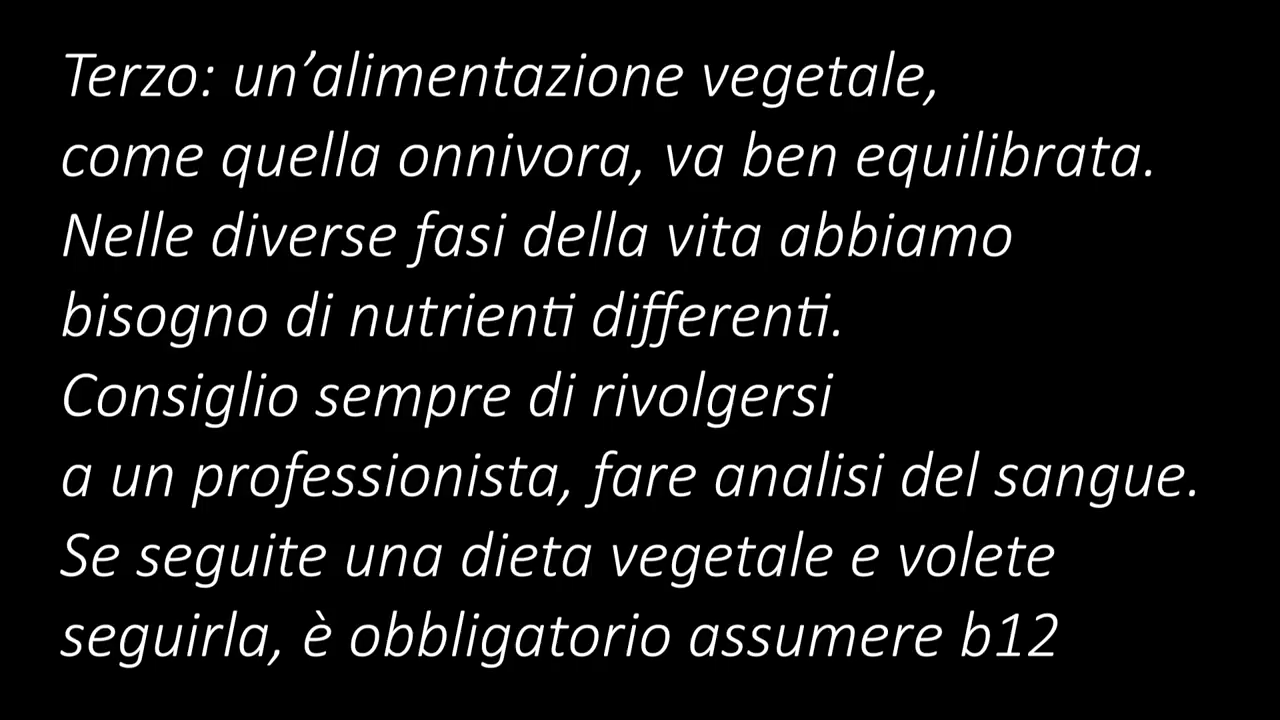 Terzo: un’alimentazione vegetale,
come quella onnivora, va ben equilibrata.
Nelle diverse fasi della vita abbiamo
bisogno di nutrienti differenti.
Consiglio sempre di rivolgersi
a un professionista, fare analisi del sangue.
Se seguite una dieta vegetale e volete
seguirla, è obbligatorio assumere b12